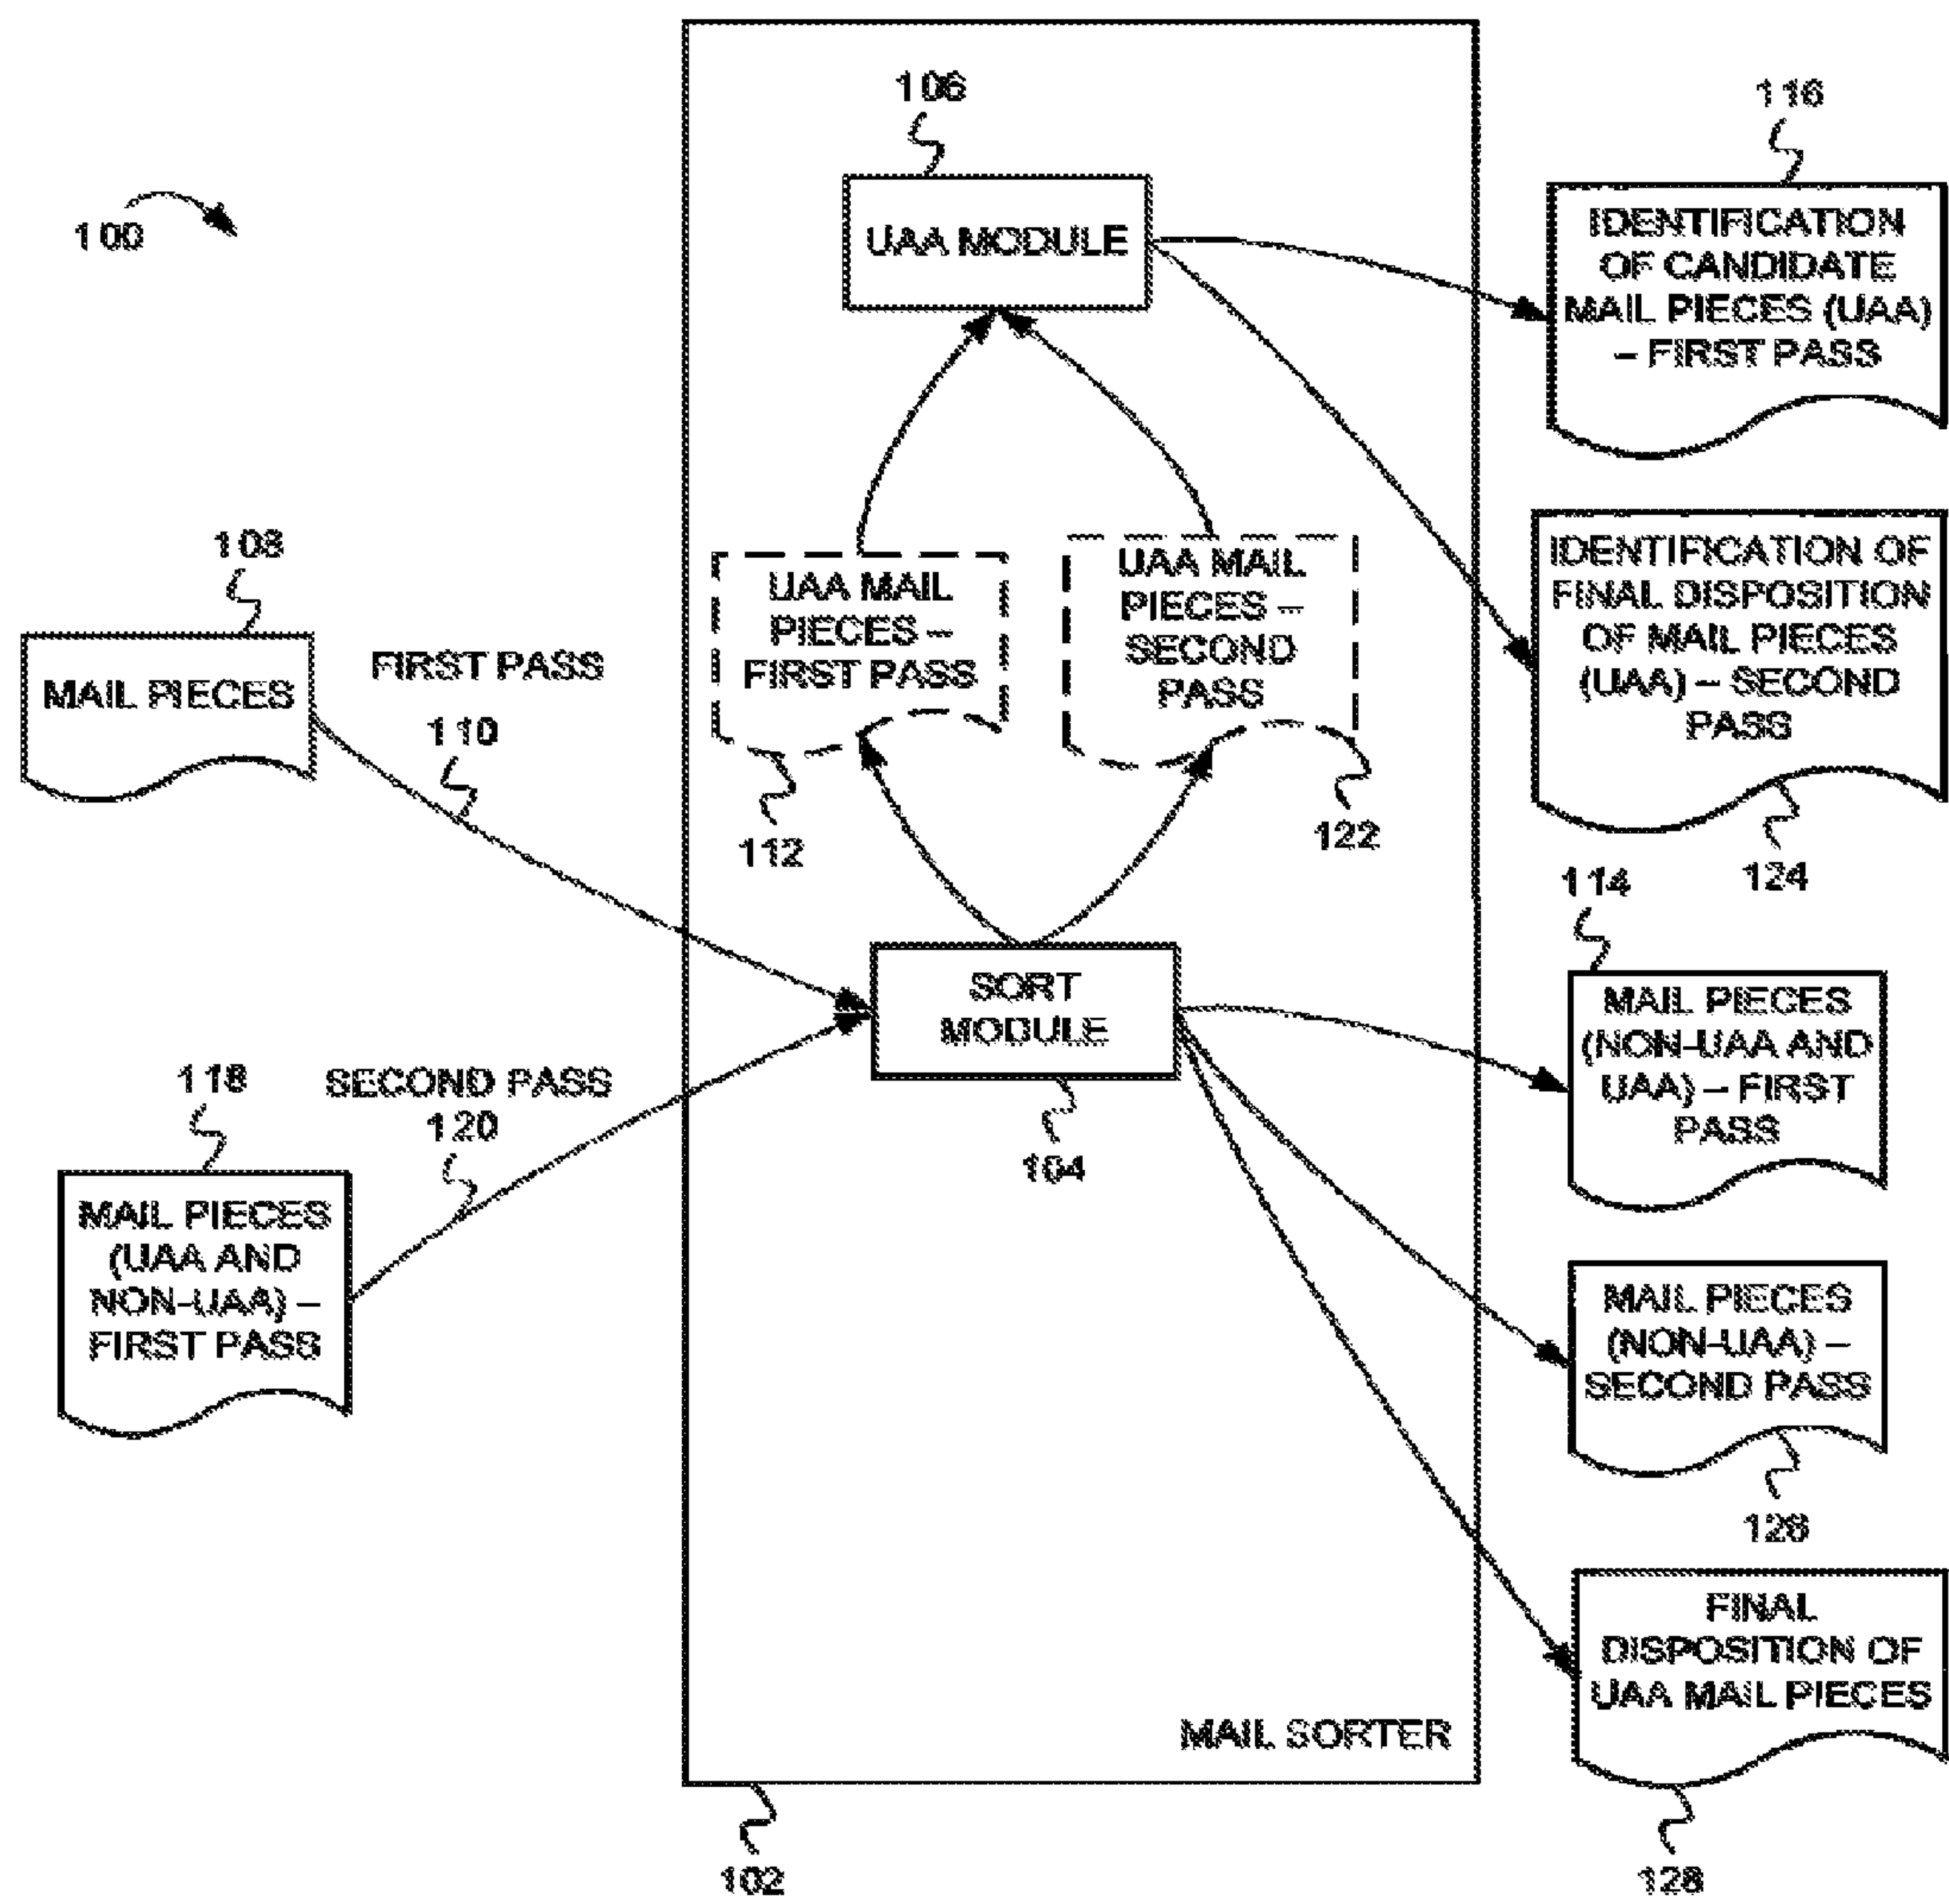 106
116
100
UAA MODULE
IDENTIFICATION
OF CANDIDATE
MAIL PIECES (UAA)
– FIRST PASS
108
MAIL PIECES
FIRST PASS
110
UAA MAIL
PIECES –
FIRST PASS
112
UAA MAIL
PIECES –
SECOND
PASS
122
IDENTIFICATION OF
FINAL DISPOSITION
OF MAIL PIECES
(UAA) – SECOND
PASS
124
114
SORT
MODULE
104
MAIL PIECES
(NON-UAA AND
UAA) – FIRST
PASS
118
SECOND PASS
120
MAIL PIECES
(UAA AND
NON-UAA) –
FIRST PASS
MAIL PIECES
(NON-UAA) –
SECOND PASS
126
FINAL
DISPOSITION OF
UAA MAIL PIECES
128
MAIL SORTER
102